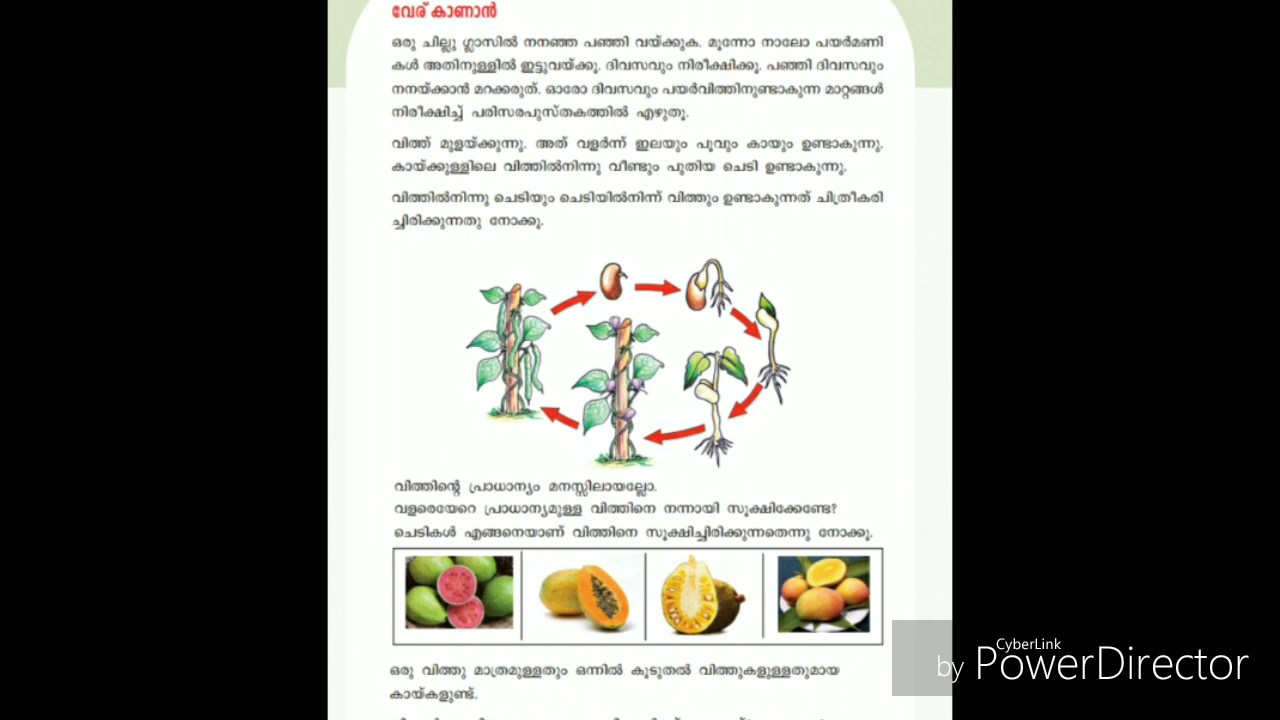 വേര് കാണാൻ
ഒരു ചില്ലു ഗ്ലാസിൽ നനഞ്ഞ പഞ്ഞി വയ്ക്കുക. മൂന്നോ നാലോ പയർമണി
കൾ അതിനുള്ളിൽ ഇട്ടുവയ്ക്കൂ. ദിവസവും നിരീക്ഷിക്കൂ. പഞ്ഞി ദിവസവും
നനയ്ക്കാൻ മറക്കരുത്. ഓരോ ദിവസവും പയർവിത്തിനുണ്ടാകുന്ന മാറ്റങ്ങൾ
നിരീക്ഷിച്ച് പരിസരപുസ്തകത്തിൽ എഴുതൂ.
വിത്ത് മുളയ്ക്കുന്നു. അത് വളർന്ന് ഇലയും പൂവും കായും ഉണ്ടാകുന്നു.
കായ്ക്കുള്ളിലെ വിത്തിൽനിന്നു വീണ്ടും പുതിയ ചെടി ഉണ്ടാകുന്നു.
വിത്തിൽനിന്നു ചെടിയും ചെടിയിൽനിന്ന് വിത്തും ഉണ്ടാകുന്നത് ചിത്രീകരി
ച്ചിരിക്കുന്നതു നോക്കൂ.
വിത്തിന്റെ പ്രാധാന്യം മനസ്സിലായല്ലോ.
വളരെയേറെ പ്രാധാന്യമുള്ള വിത്തിനെ നന്നായി സൂക്ഷിക്കേണ്ടേ?
ചെടികൾ എങ്ങനെയാണ് വിത്തിനെ സൂക്ഷിച്ചിരിക്കുന്നതെന്നു നോക്കൂ.
ഒരു വിത്തു മാത്രമുള്ളതും ഒന്നിൽ കൂടുതൽ വിത്തുകളുള്ളതുമായ
കായ്കളുണ്ട്.
CyberLink
by PowerDirector